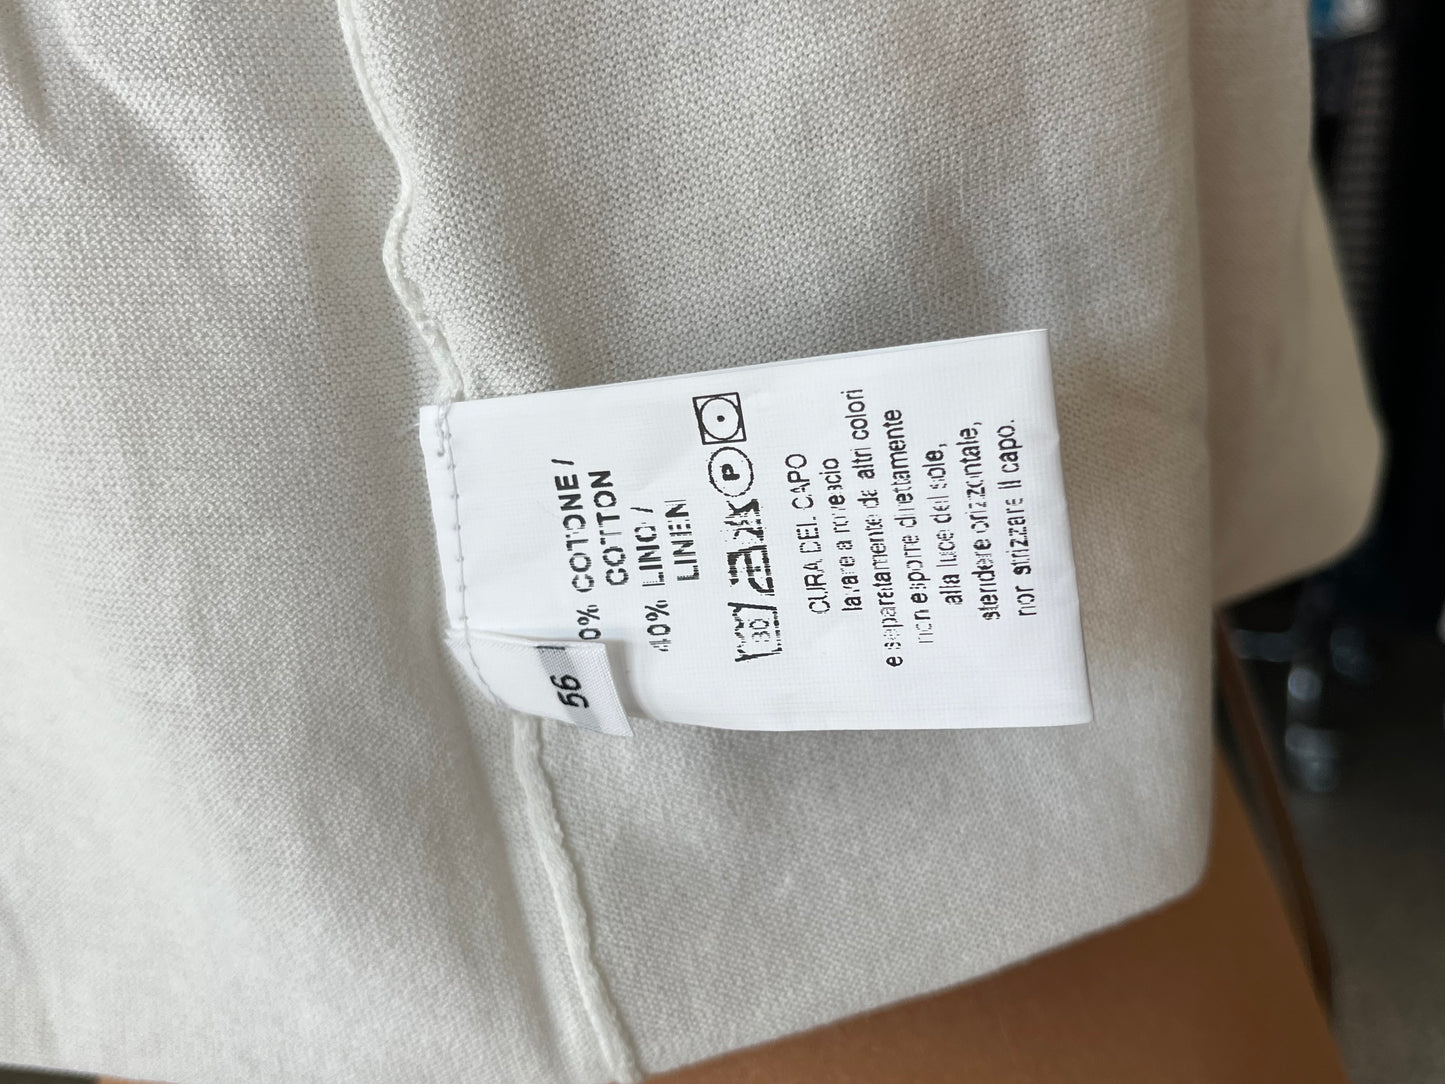 56
0% COTONE /
COTTON
40% LINO /
LINEN
30
P
CURA DEL CAPO
lavare a rovescio
e separatamente da altri colori
non esporre direttamente
alla luce del sole,
stendere orizzontale,
non strizzare il capo.